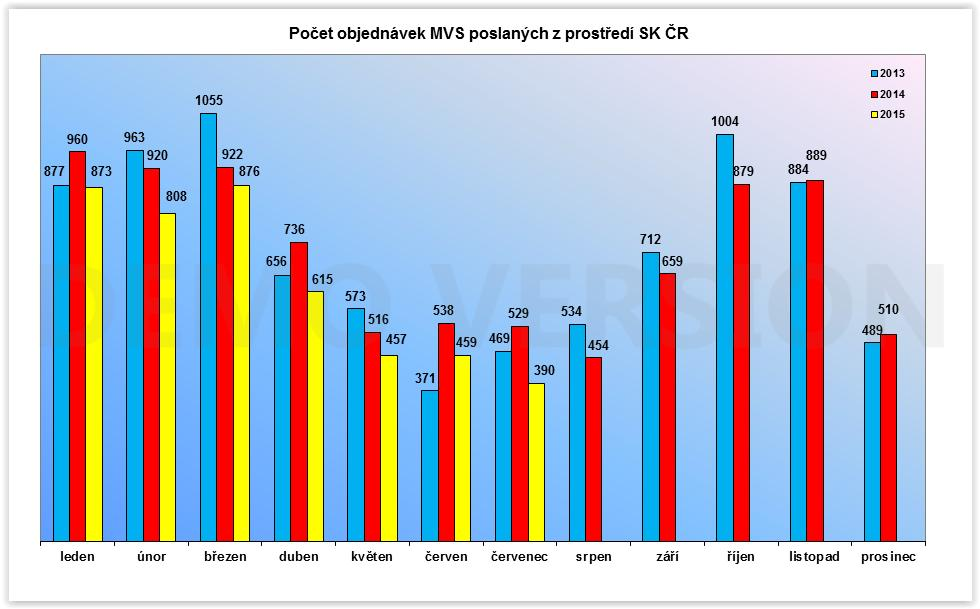 Počet objednávek MVS poslaných z prostředí SK ČR
2013
2014
2015
877 960 873
963 920 808
1055 922 876
656 736 615
573 516 457
371 538 459
469 529 390
534 454
712 659
1004 879
884 889
489 510
DEMO VERSION
leden únor březen duben květen červen červenec srpen září říjen listopad prosinec